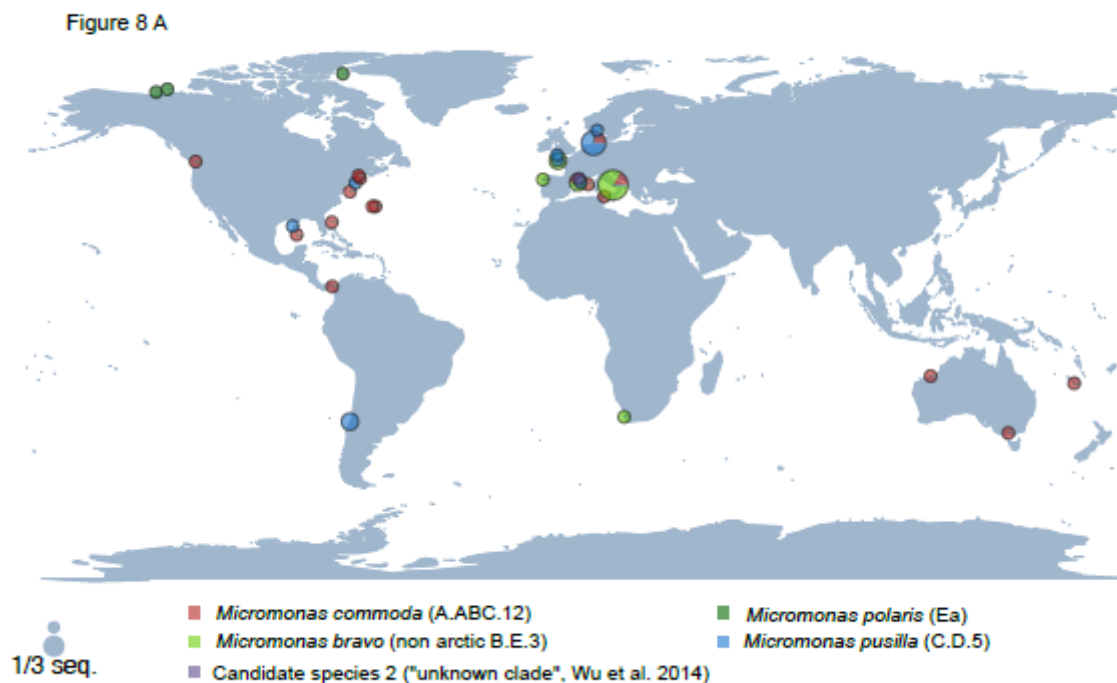 Figure 8 A
Micromonas commoda (A.ABC.12)
Micromonas polaris (Ea)
Micromonas bravo (non arctic B.E.3)
Micromonas pusilla (C.D.5)
1/3 seq.
Candidate species 2 ("unknown clade", Wu et al. 2014)